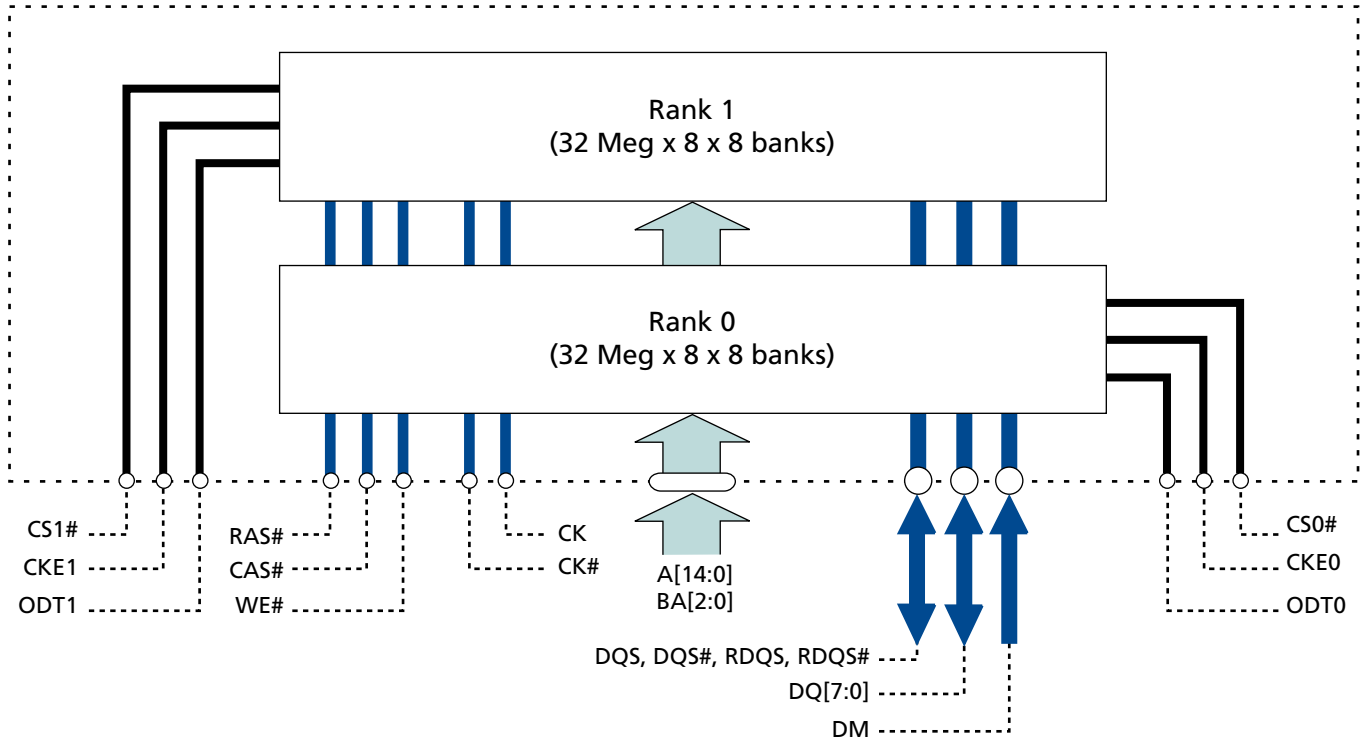 Rank 1
(32 Meg x 8 x 8 banks)
Rank 0
(32 Meg x 8 x 8 banks)
CS1#
CKE1
ODT1
RAS#
CAS#
WE#
CK
CK#
A[14:0]
BA[2:0]
CS0#
CKE0
ODT0
DQS, DQS#, RDQS, RDQS#
DQ[7:0]
DM